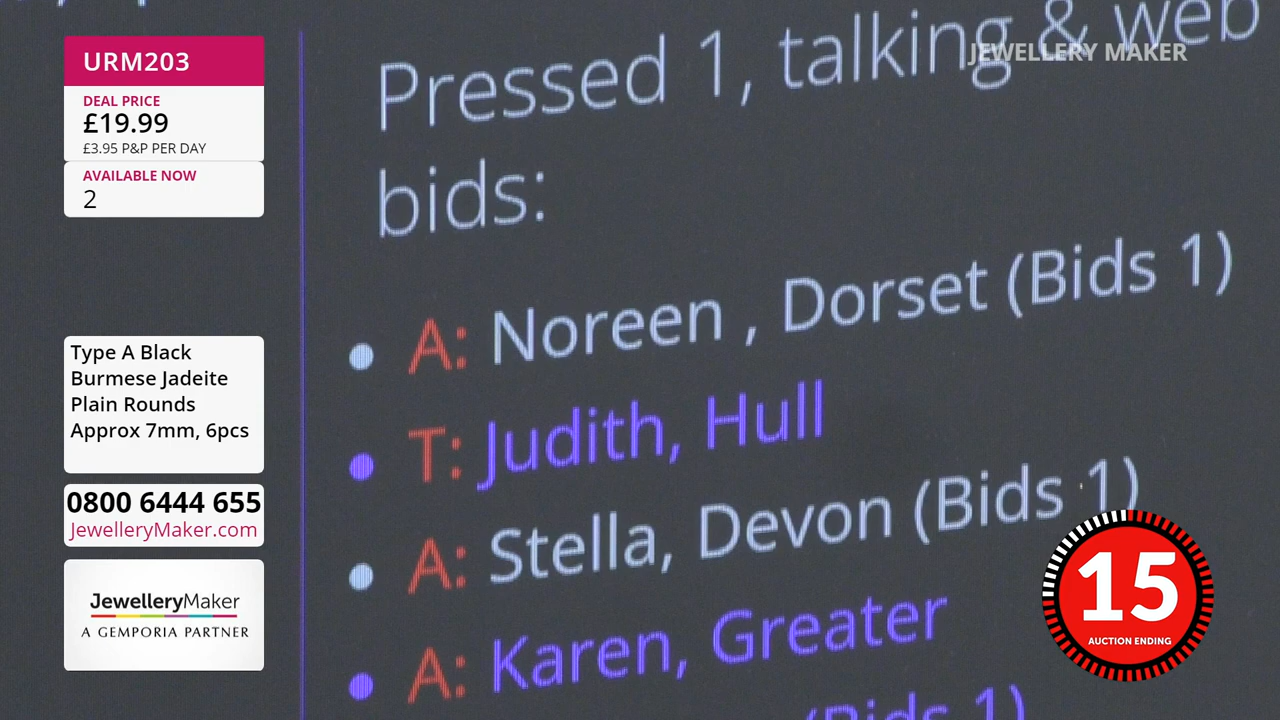 URM203
DEAL PRICE
£19.99
£3.95 P&P PER DAY
AVAILABLE NOW
2
Type A Black
Burmese Jadeite
Plain Rounds
Approx 7mm, 6pcs
0800 6444 655
JewelleryMaker.com
JewelleryMaker
A GEMPORIA PARTNER
JEWELLERY MAKER
Pressed 1, talking & web
bids:
A: Noreen , Dorset (Bids 1)
T: Judith, Hull
A: Stella, Devon (Bids 1)
A: Karen, Greater
(Bids 1)
15
AUCTION ENDING